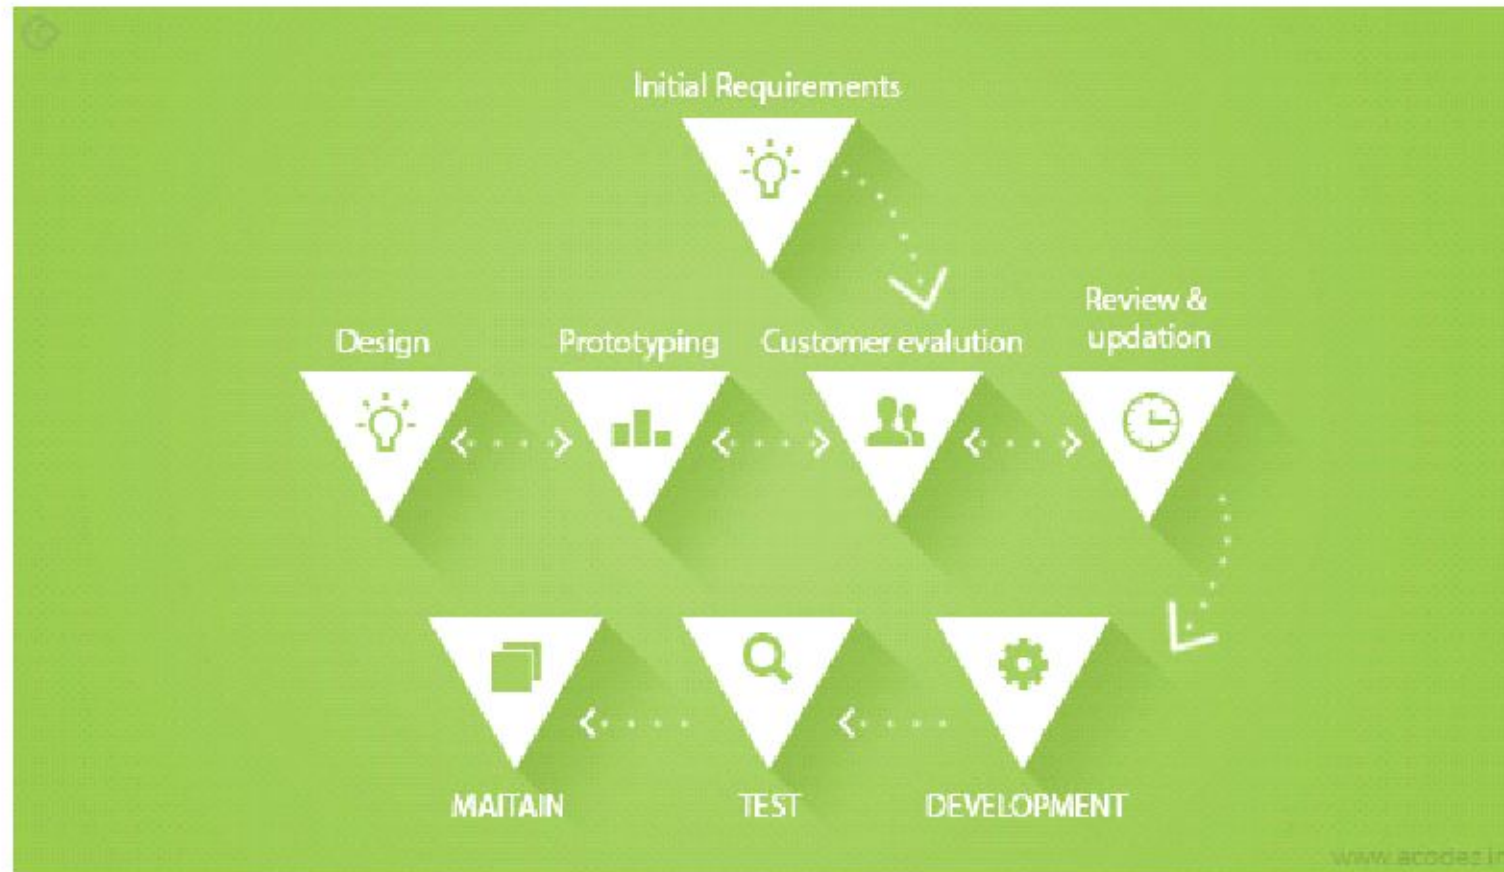 Initial Requirements
Review &
updation
Design
Prototyping
Customer evalution
MAITAIN
TEST
DEVELOPMENT